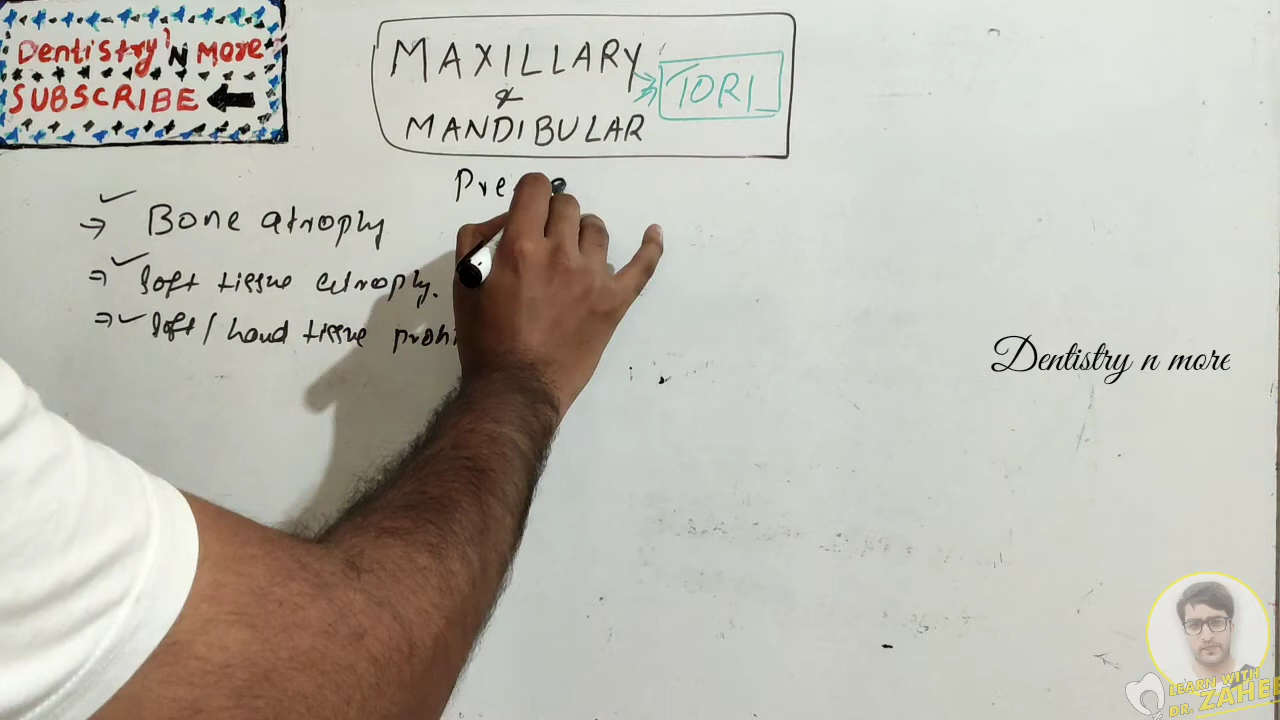 Dentistry 'N More
SUBSCRIBE
MAXILLARY
&
MANDIBULAR
TORI
Pre
→ Bone atrophy
⇒ Soft tissue atrophy.
⇒ Soft / hard tissue
Dentistry n more
LEARN WITH
DR. ZAHE